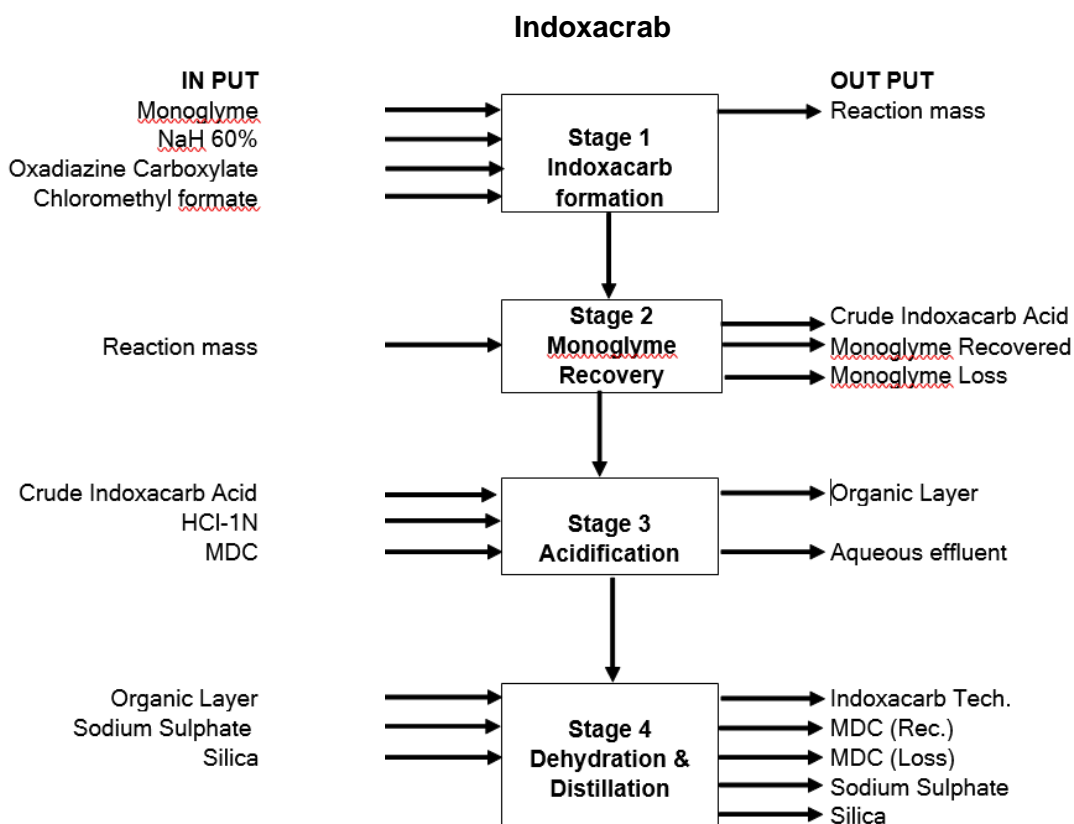 Indoxacrab
IN PUT
OUT PUT
Monoglyme
NaH 60%
Oxadiazine Carboxylate
Chloromethyl formate
Stage 1
Indoxacarb
formation
Reaction mass
Reaction mass
Stage 2
Monoglyme
Recovery
Crude Indoxacarb Acid
Monoglyme Recovered
Monoglyme Loss
Crude Indoxacarb Acid
HCl-1N
MDC
Stage 3
Acidification
Organic Layer
Aqueous effluent
Organic Layer
Sodium Sulphate
Silica
Stage 4
Dehydration &
Distillation
Indoxacarb Tech.
MDC (Rec.)
MDC (Loss)
Sodium Sulphate
Silica